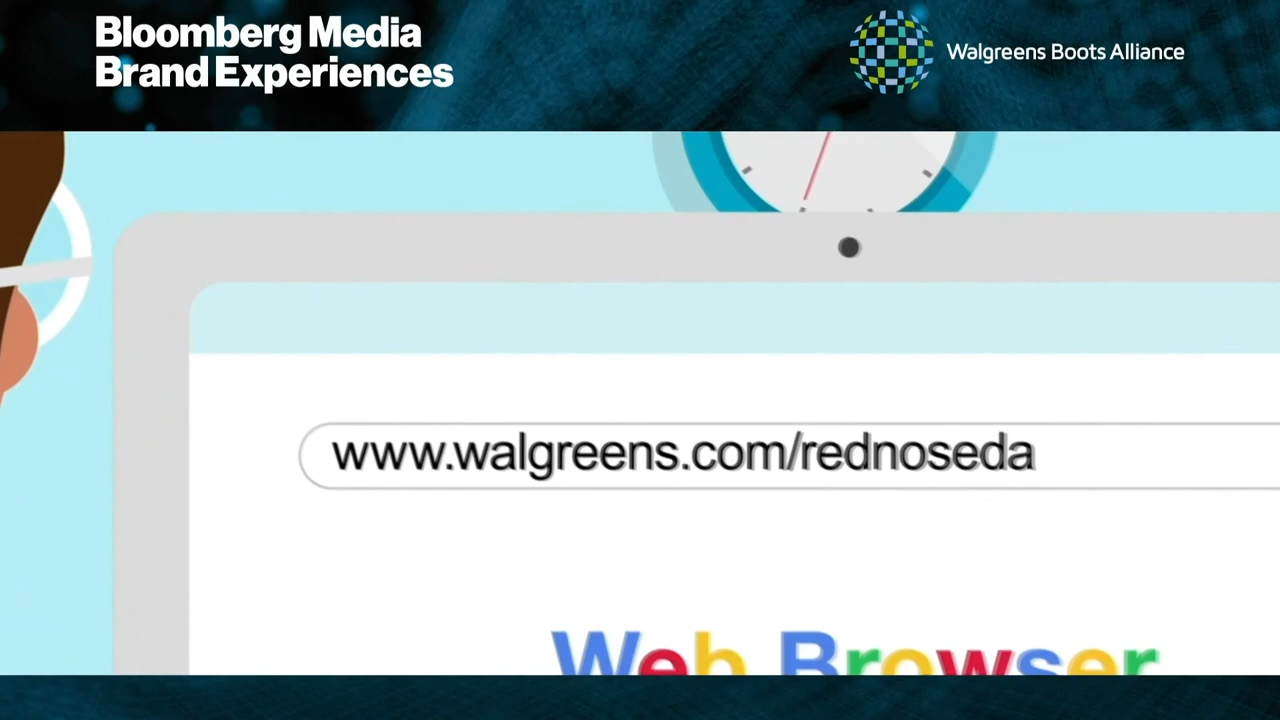 Bloomberg Media
Brand Experiences
Walgreens Boots Alliance
www.walgreens.com/rednoseda
Web Browser